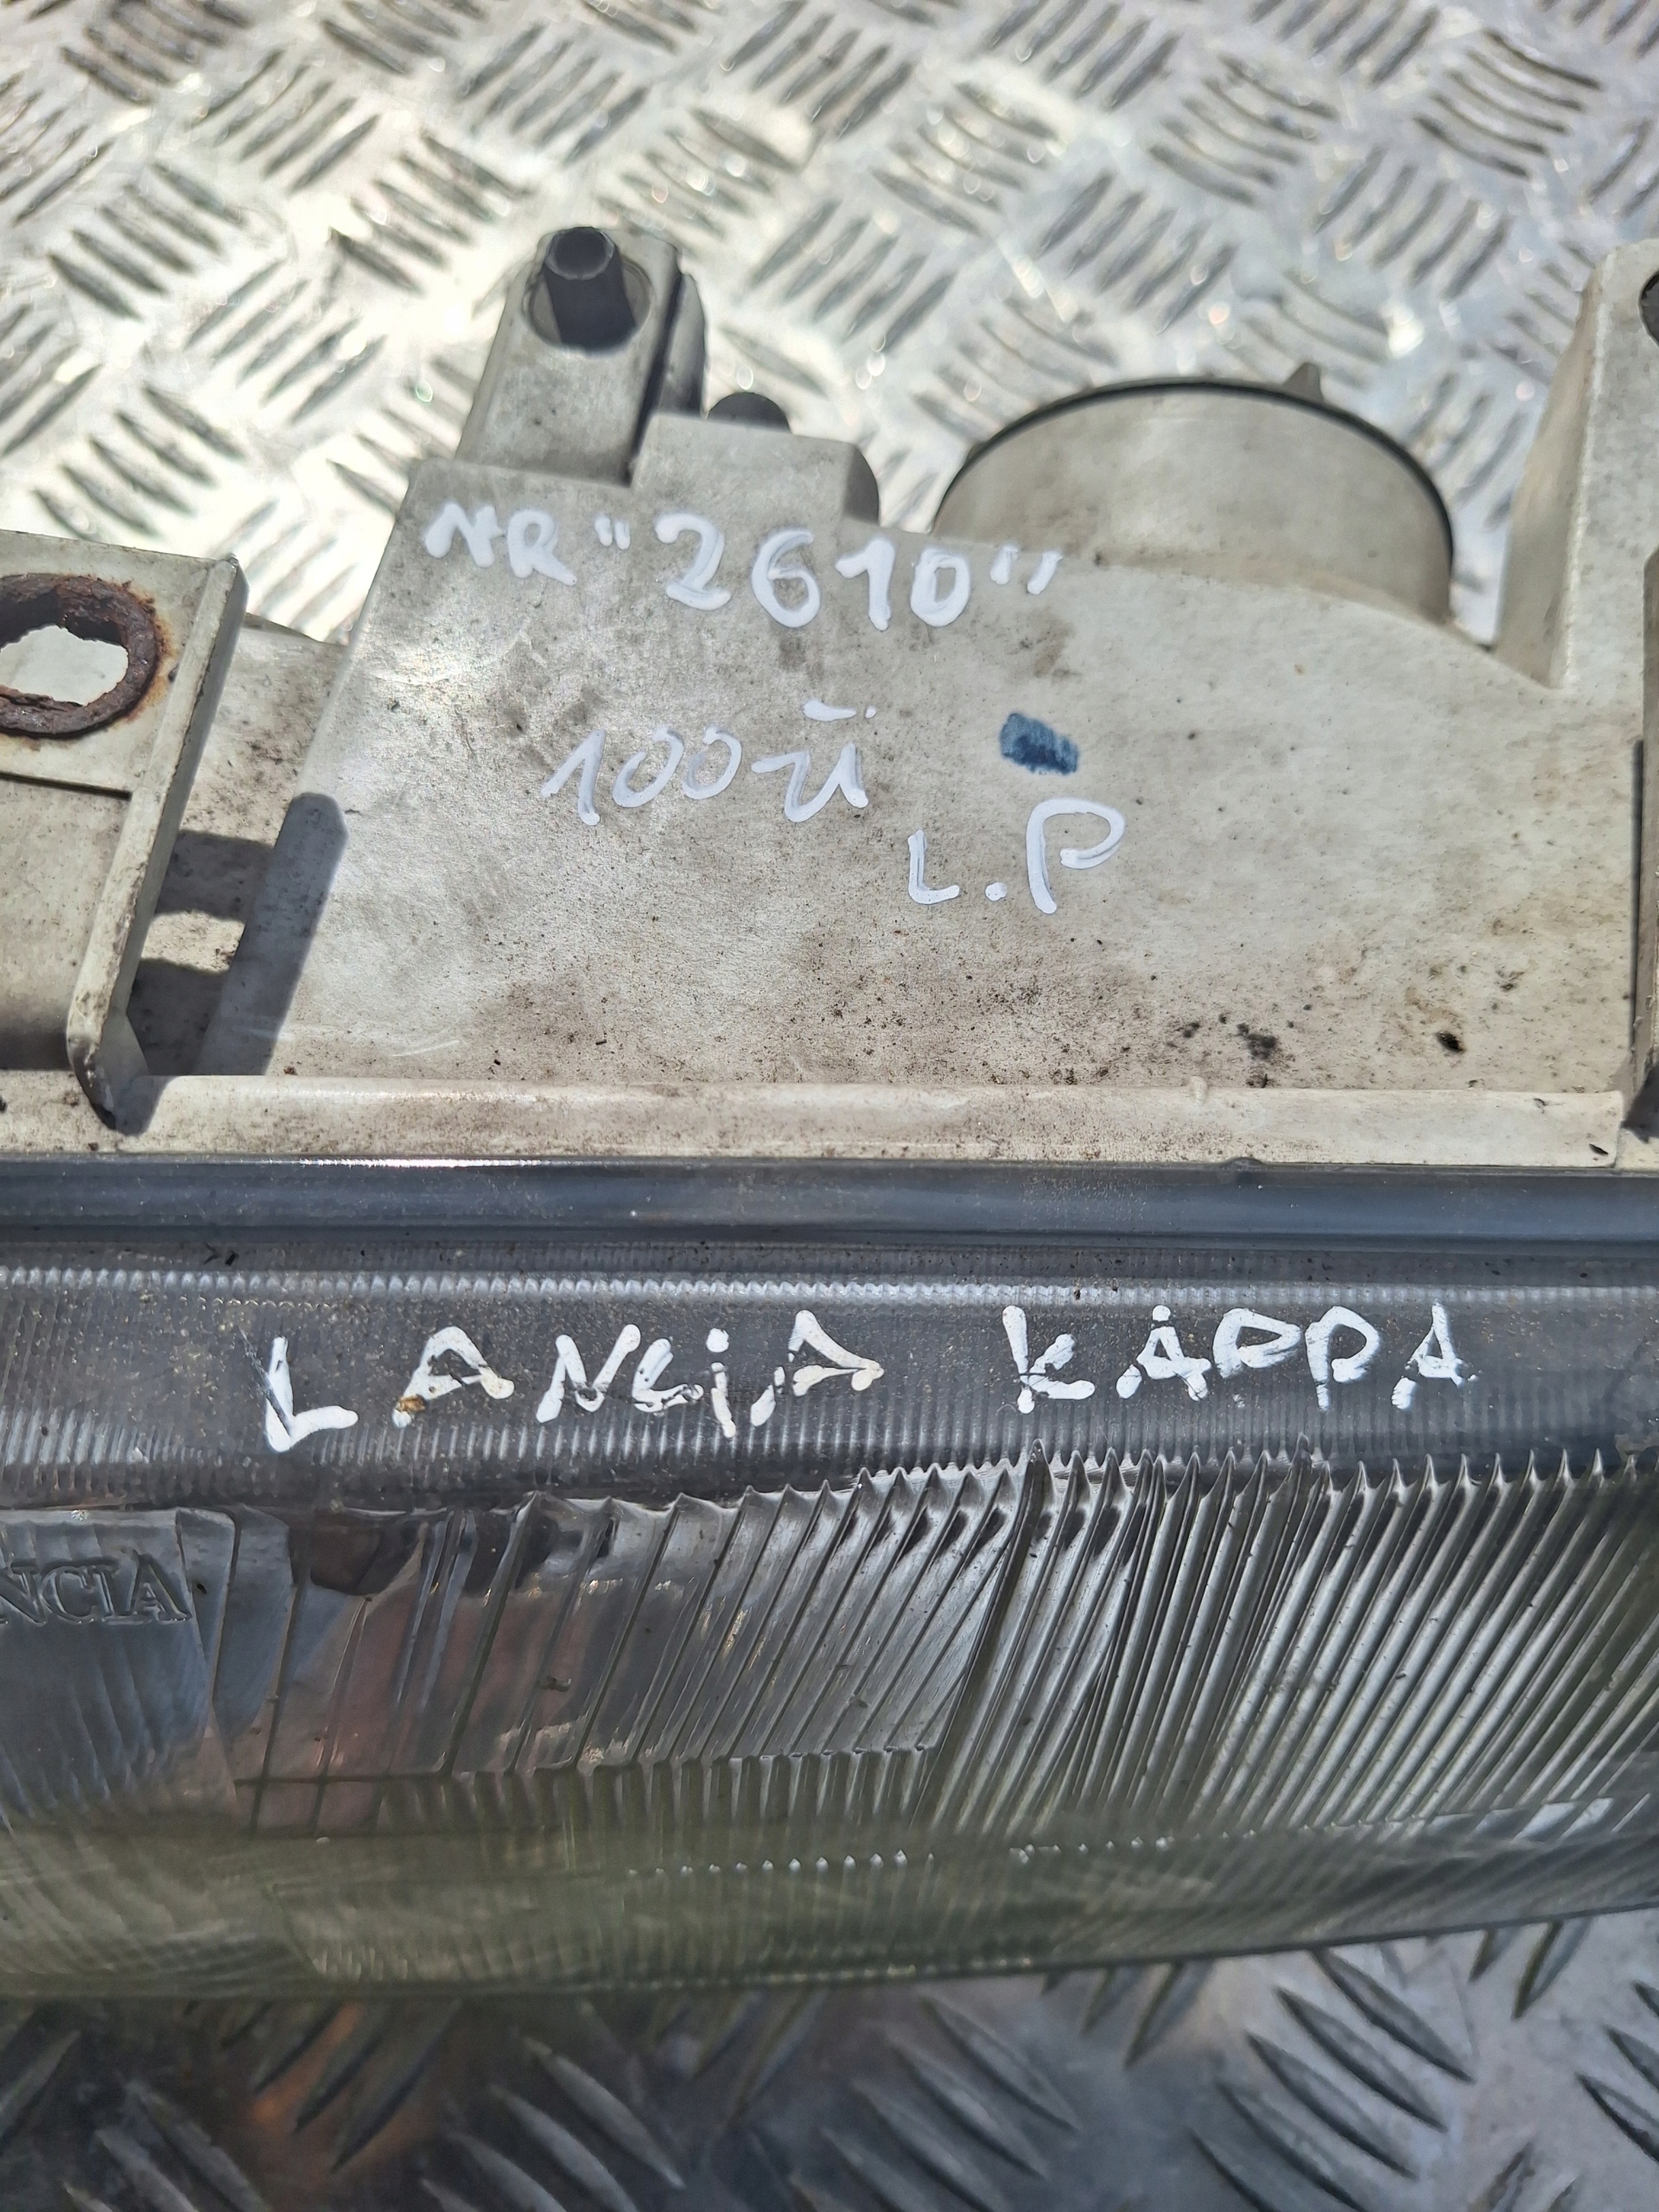 NR "2610"
100zł
L.P
LANCIA KAPPA
NCIA